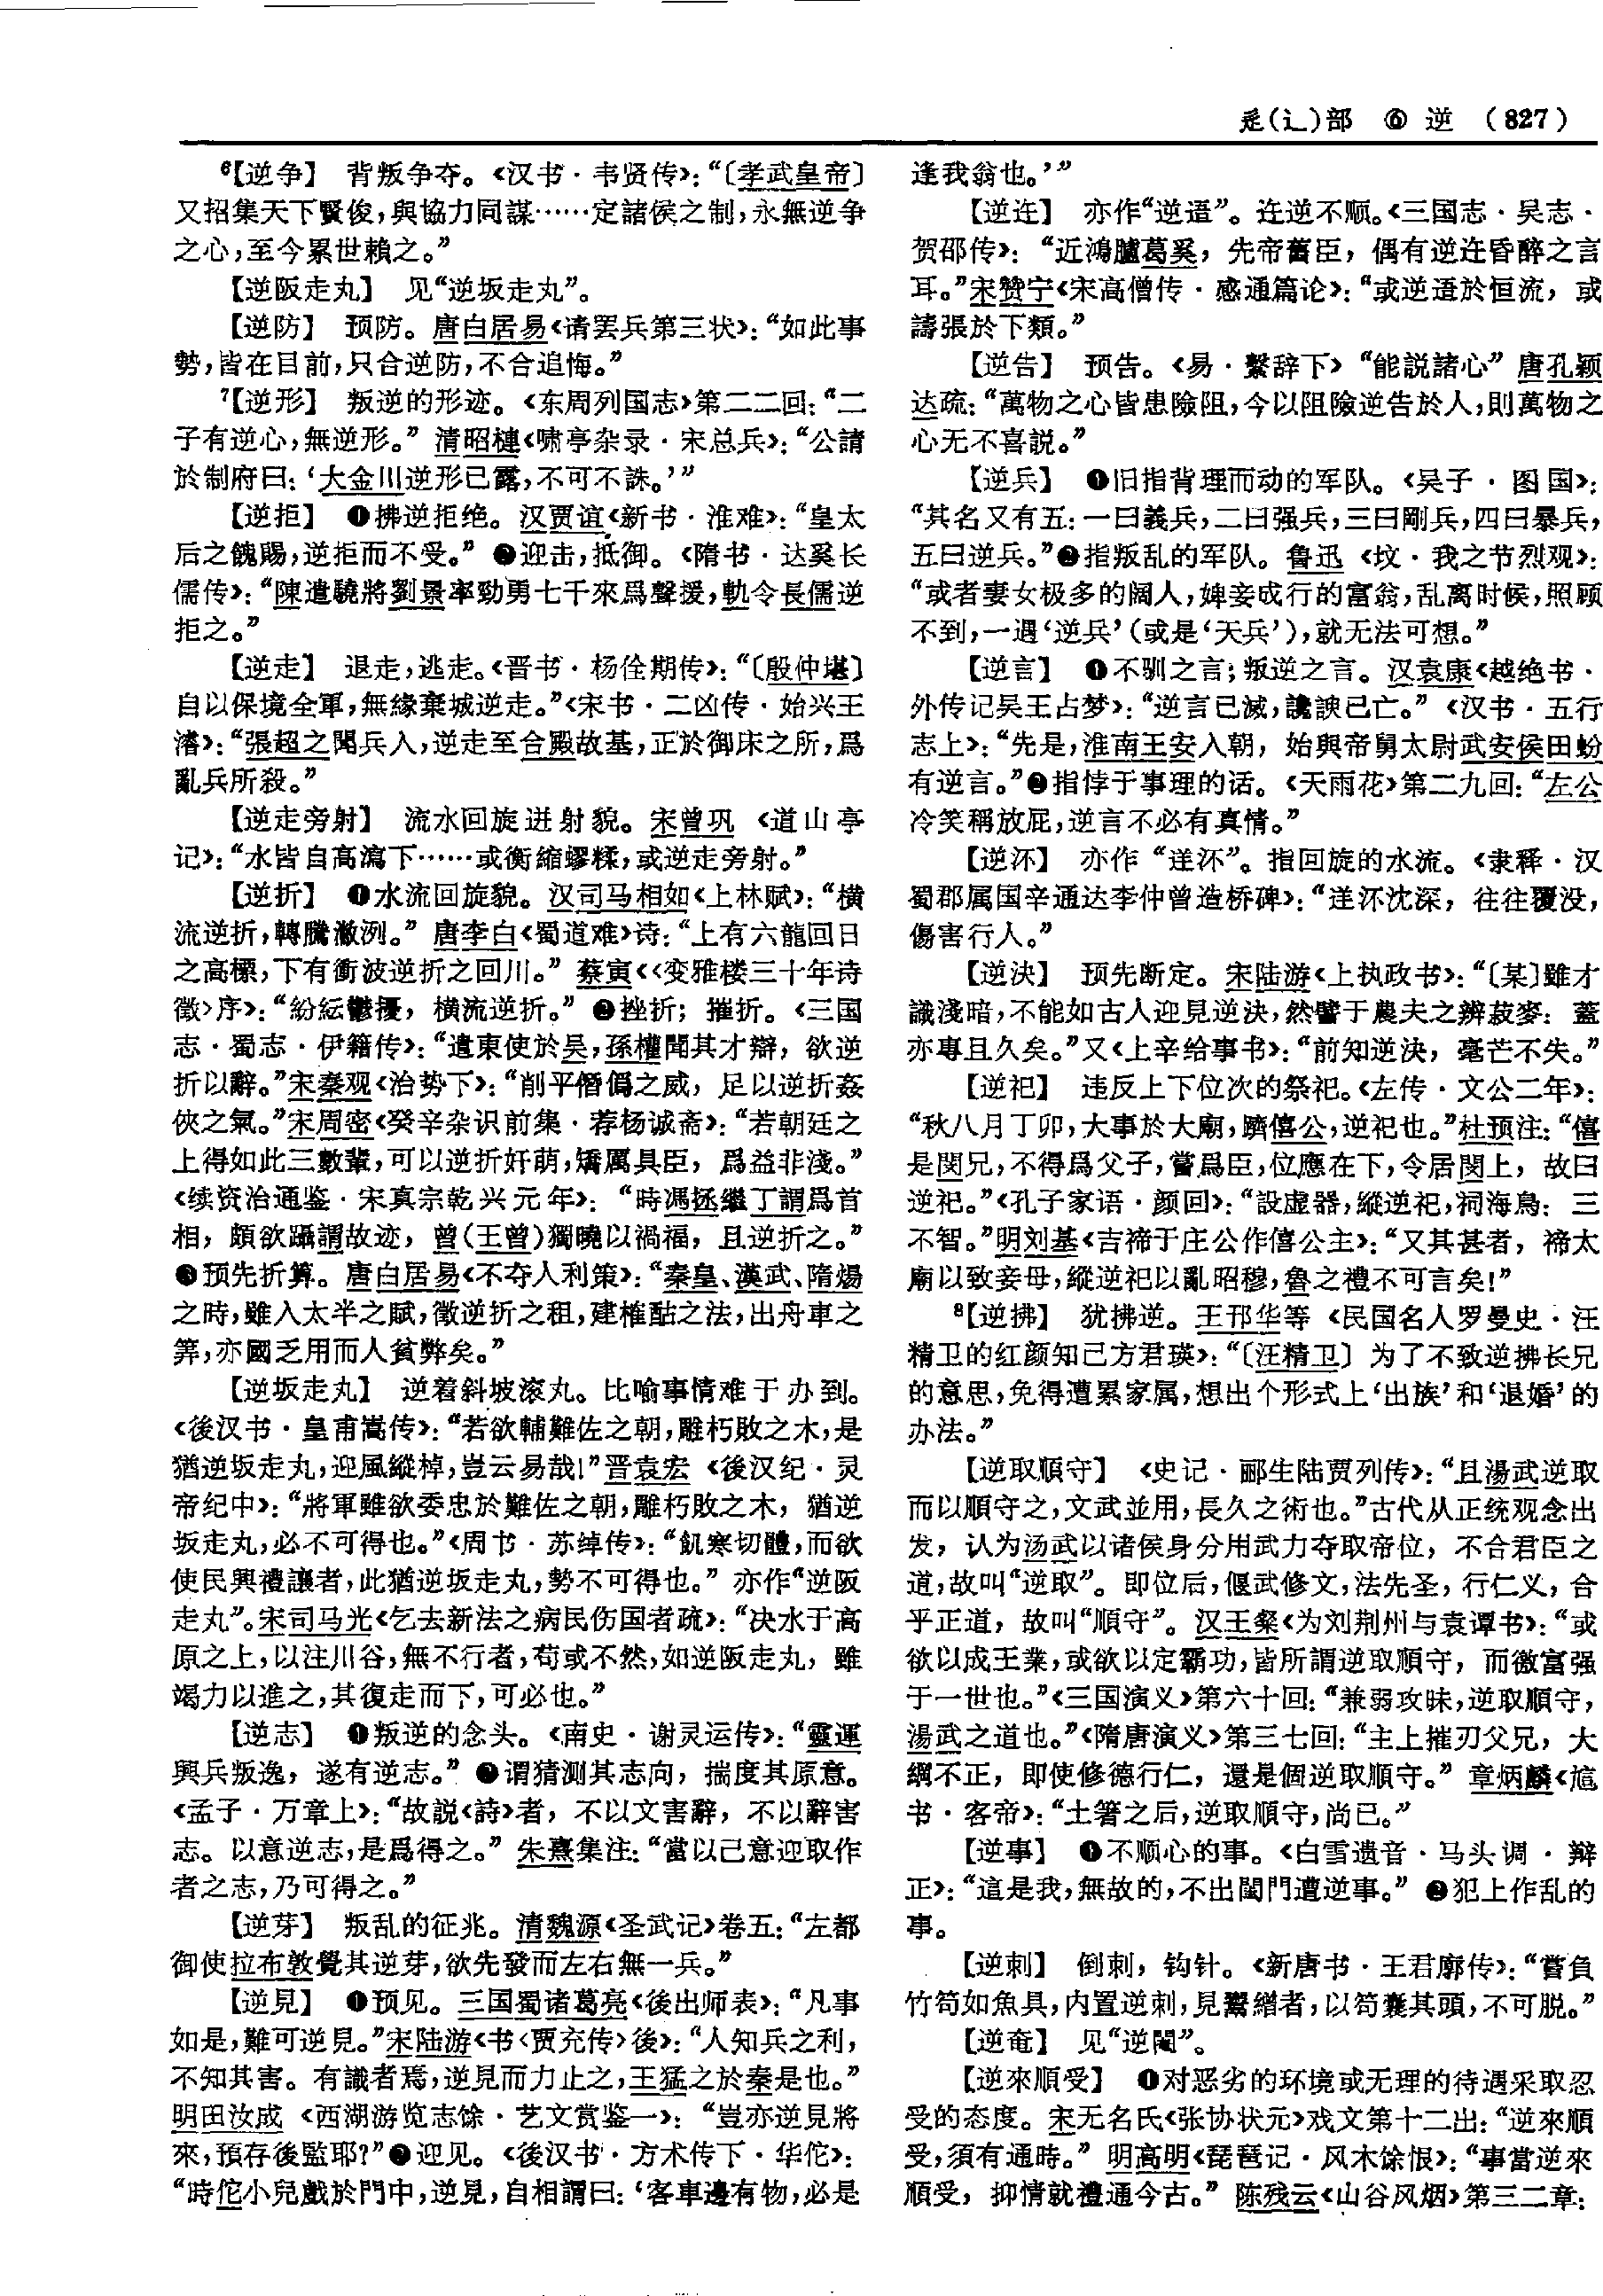 辵(辶)部 ⑥ 逆 (827)
⁶【逆争】 背叛争夺。《汉书·韦贤传》：“〔孝武皇帝〕
又招集天下賢俊，與協力同謀……定諸侯之制，永無逆争
之心，至今累世賴之。”
【逆阪走丸】 见“逆坂走丸”。
【逆防】 预防。唐白居易《请罢兵第三状》：“如此事
勢，皆在目前，只合逆防，不合追悔。”
⁷【逆形】 叛逆的形迹。《东周列国志》第二二回：“二
子有逆心，無逆形。” 清昭槤《啸亭杂录·宋总兵》：“公請
於制府曰：‘大金川逆形已露，不可不誅。’”
【逆拒】 ❶拂逆拒绝。汉贾谊《新书·淮难》：“皇太
后之餽賜，逆拒而不受。” ❷迎击，抵御。《隋书·达奚长
儒传》：“陳遣驍將劉景率勁勇七千來爲聲援，軌令長儒逆
拒之。”
【逆走】 退走，逃走。《晋书·杨佺期传》：“〔殷仲堪〕
自以保境全軍，無緣棄城逆走。”《宋书·二凶传·始兴王
濬》：“張超之聞兵入，逆走至合殿故基，正於御床之所，爲
亂兵所殺。”
【逆走旁射】 流水回旋迸射貌。宋曾巩《道山亭
记》：“水皆自高瀉下……或衡縮蟉糅，或逆走旁射。”
【逆折】 ❶水流回旋貌。汉司马相如《上林赋》：“横
流逆折，轉騰潎洌。” 唐李白《蜀道难》诗：“上有六龍回日
之高標，下有衝波逆折之回川。” 蔡寅《〈变雅楼三十年诗
徵〉序》：“紛紜鬱擾，横流逆折。” ❷挫折；摧折。《三国
志·蜀志·伊籍传》：“遣東使於吴，孫權聞其才辯，欲逆
折以辭。”宋秦观《治势下》：“削平僭僞之威，足以逆折姦
俠之氣。”宋周密《癸辛杂识前集·荐杨诚斋》：“若朝廷之
上得如此三數輩，可以逆折奸萌，矯厲具臣，爲益非淺。”
《续资治通鉴·宋真宗乾兴元年》：“時馮拯繼丁謂爲首
相，頗欲躡謂故迹，曾(王曾)獨曉以禍福，且逆折之。”
❸预先折算。唐白居易《不夺人利策》：“秦皇、漢武、隋煬
之時，雖入太半之賦，徵逆折之租，建榷酤之法，出舟車之
筭，亦國乏用而人貧弊矣。”
【逆坂走丸】 逆着斜坡滚丸。比喻事情难于办到。
《後汉书·皇甫嵩传》：“若欲輔難佐之朝，雕朽敗之木，是
猶逆坂走丸，迎風縱棹，豈云易哉！”晋袁宏《後汉纪·灵
帝纪中》：“將軍雖欲委忠於難佐之朝，雕朽敗之木，猶逆
坂走丸，必不可得也。”《周书·苏绰传》：“飢寒切體，而欲
使民興禮讓者，此猶逆坂走丸，勢不可得也。” 亦作“逆阪
走丸”。宋司马光《乞去新法之病民伤国者疏》：“决水于高
原之上，以注川谷，無不行者，苟或不然，如逆阪走丸，雖
竭力以進之，其復走而下，可必也。”
【逆志】 ❶叛逆的念头。《南史·谢灵运传》：“靈運
興兵叛逸，遂有逆志。” ❷谓猜测其志向，揣度其原意。
《孟子·万章上》：“故説《詩》者，不以文害辭，不以辭害
志。以意逆志，是爲得之。” 朱熹集注：“當以己意迎取作
者之志，乃可得之。”
【逆芽】 叛乱的征兆。清魏源《圣武记》卷五：“左都
御使拉布敦覺其逆芽，欲先發而左右無一兵。”
【逆見】 ❶预见。三国蜀诸葛亮《後出师表》：“凡事
如是，難可逆見。”宋陆游《书〈贾充传〉後》：“人知兵之利，
不知其害。有識者焉，逆見而力止之，王猛之於秦是也。”
明田汝成《西湖游览志馀·艺文赏鉴一》：“豈亦逆見將
來，預存後監耶？”❷迎见。《後汉书·方术传下·华佗》：
“時佗小兒戲於門中，逆見，自相謂曰：‘客車邊有物，必是
逢我翁也。’”
【逆迕】 亦作“逆遻”。迕逆不顺。《三国志·吴志·
贺邵传》：“近鴻臚葛奚，先帝舊臣，偶有逆迕昏醉之言
耳。”宋赞宁《宋高僧传·感通篇论》：“或逆遻於恒流，或
譸張於下類。”
【逆告】 预告。《易·繫辞下》“能説諸心” 唐孔颖
达疏：“萬物之心皆患險阻，今以阻險逆告於人，則萬物之
心无不喜説。”
【逆兵】 ❶旧指背理而动的军队。《吴子·图国》：
“其名又有五：一曰義兵，二曰强兵，三曰剛兵，四曰暴兵，
五曰逆兵。”❷指叛乱的军队。鲁迅《坟·我之节烈观》：
“或者妻女极多的阔人，婢妾成行的富翁，乱离时候，照顾
不到，一遇‘逆兵’（或是‘天兵’），就无法可想。”
【逆言】 ❶不驯之言；叛逆之言。汉袁康《越绝书·
外传记吴王占梦》：“逆言已滅，讒諛已亡。”《汉书·五行
志上》：“先是，淮南王安入朝，始與帝舅太尉武安侯田蚡
有逆言。”❷指悖于事理的话。《天雨花》第二九回：“左公
冷笑稱放屁，逆言不必有真情。”
【逆沠】 亦作“逆沠”。指回旋的水流。《隶释·汉
蜀郡属国辛通达李仲曾造桥碑》：“逆沠沈深，往往覆没，
傷害行人。”
【逆決】 预先断定。宋陆游《上执政书》：“〔某〕雖才
識淺暗，不能如古人迎見逆決，然譬于農夫之辨菽麥：蓋
亦專且久矣。”又《上辛给事书》：“前知逆決，毫芒不失。”
【逆祀】 违反上下位次的祭祀。《左传·文公二年》：
“秋八月丁卯，大事於大廟，躋僖公，逆祀也。”杜预注：“僖
是閔兄，不得爲父子，嘗爲臣，位應在下，令居閔上，故曰
逆祀。”《孔子家语·颜回》：“設虚器，縱逆祀，祠海鳥：三
不智。”明刘基《吉禘于庄公作僖公主》：“又其甚者，禘太
廟以致妾母，縱逆祀以亂昭穆，魯之禮不可言矣！”
⁸【逆拂】 犹拂逆。王邗华等《民国名人罗曼史·汪
精卫的红颜知己方君瑛》：“〔汪精卫〕为了不致逆拂长兄
的意思，免得遭累家属，想出个形式上‘出族’和‘退婚’的
办法。”
【逆取順守】 《史记·郦生陆贾列传》：“且湯武逆取
而以順守之，文武並用，長久之術也。”古代从正统观念出
发，认为汤武以诸侯身分用武力夺取帝位，不合君臣之
道，故叫“逆取”。即位后，偃武修文，法先圣，行仁义，合
乎正道，故叫“順守”。汉王粲《为刘荆州与袁谭书》：“或
欲以成王業，或欲以定霸功，皆所謂逆取順守，而徼富强
于一世也。”《三国演义》第六十回：“兼弱攻昧，逆取順守，
湯武之道也。”《隋唐演义》第三七回：“主上摧刃父兄，大
綱不正，即使修德行仁，還是個逆取順守。” 章炳麟《訄
书·客帝》：“土箸之后，逆取順守，尚已。”
【逆事】 ❶不顺心的事。《白雪遗音·马头调·辩
正》：“這是我，無故的，不出閨門遭逆事。” ❷犯上作乱的
事。
【逆刺】 倒刺，钩针。《新唐书·王君廓传》：“嘗負
竹笱如魚具，内置逆刺，見鬻繒者，以笱囊其頭，不可脱。”
【逆奄】 见“逆閹”。
【逆來順受】 ❶对恶劣的环境或无理的待遇采取忍
受的态度。宋无名氏《张协状元》戏文第十二出：“逆來順
受，須有通時。” 明高明《琵琶记·风木馀恨》：“事當逆來
順受，抑情就禮通今古。” 陈残云《山谷风烟》第三二章：